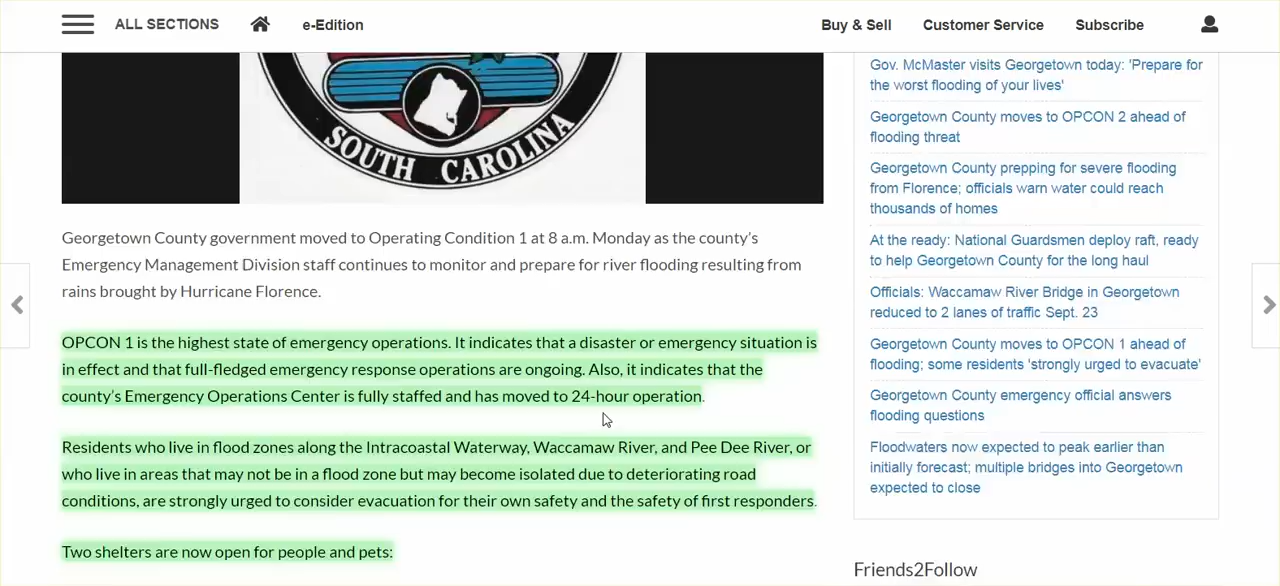 ALL SECTIONS
e-Edition
Buy & Sell
Customer Service
Subscribe
SOUTH CAROLINA
Georgetown County government moved to Operating Condition 1 at 8 a.m. Monday as the county’s
Emergency Management Division staff continues to monitor and prepare for river flooding resulting from
rains brought by Hurricane Florence.
OPCON 1 is the highest state of emergency operations. It indicates that a disaster or emergency situation is
in effect and that full-fledged emergency response operations are ongoing. Also, it indicates that the
county’s Emergency Operations Center is fully staffed and has moved to 24-hour operation.
Residents who live in flood zones along the Intracoastal Waterway, Waccamaw River, and Pee Dee River, or
who live in areas that may not be in a flood zone but may become isolated due to deteriorating road
conditions, are strongly urged to consider evacuation for their own safety and the safety of first responders.
Two shelters are now open for people and pets:
Gov. McMaster visits Georgetown today: 'Prepare for
the worst flooding of your lives'
Georgetown County moves to OPCON 2 ahead of
flooding threat
Georgetown County prepping for severe flooding
from Florence; officials warn water could reach
thousands of homes
At the ready: National Guardsmen deploy raft, ready
to help Georgetown County for the long haul
Officials: Waccamaw River Bridge in Georgetown
reduced to 2 lanes of traffic Sept. 23
Georgetown County moves to OPCON 1 ahead of
flooding; some residents 'strongly urged to evacuate'
Georgetown County emergency official answers
flooding questions
Floodwaters now expected to peak earlier than
initially forecast; multiple bridges into Georgetown
expected to close
Friends2Follow